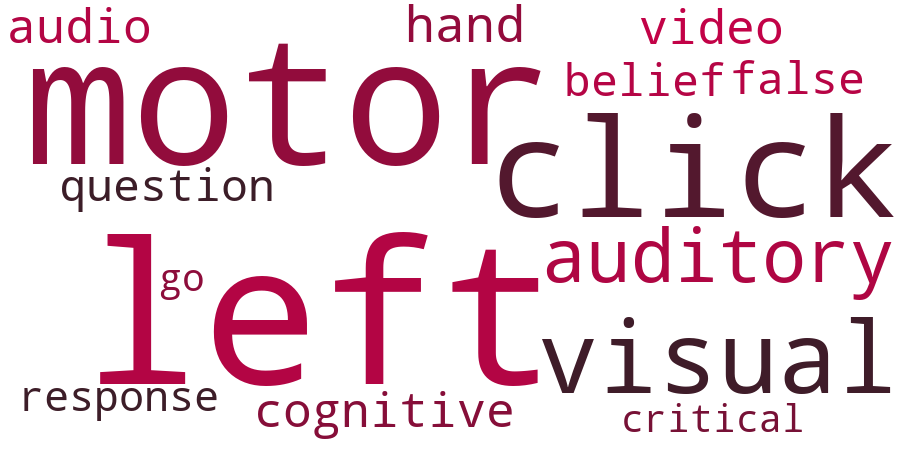 audio hand video
motor belief false
click
question
auditory
left
go
visual
response cognitive critical